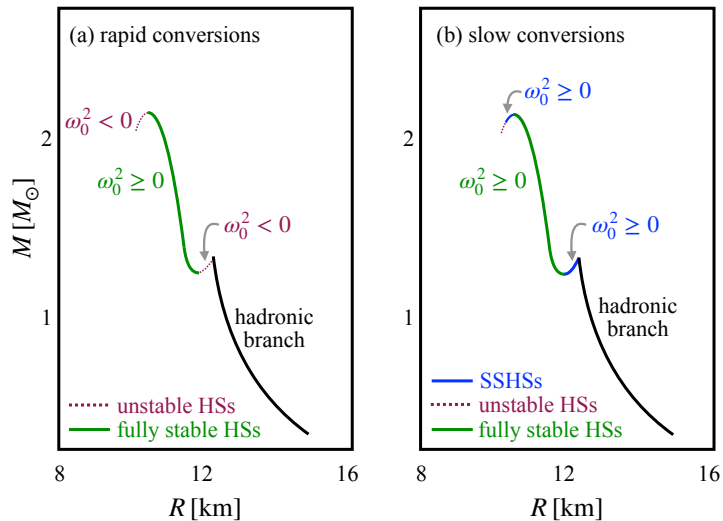 (a) rapid conversions
ω₀² < 0
ω₀² ≥ 0
ω₀² < 0
hadronic
branch
unstable HSs
fully stable HSs
2
1
M [M⊙]
8
12
16
R [km]
(b) slow conversions
ω₀² ≥ 0
ω₀² ≥ 0
ω₀² ≥ 0
hadronic
branch
SSHSs
unstable HSs
fully stable HSs
2
1
8
12
16
R [km]